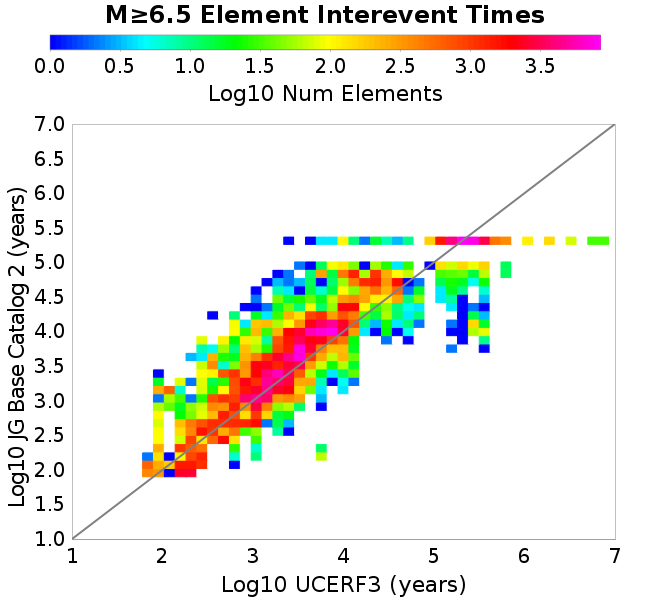 M≥6.5 Element Interevent Times
0.0 0.5 1.0 1.5 2.0 2.5 3.0 3.5
Log10 Num Elements
7.0
6.5
6.0
5.5
5.0
4.5
4.0
3.5
3.0
2.5
2.0
1.5
1.0
Log10 JG Base Catalog 2 (years)
1 2 3 4 5 6 7
Log10 UCERF3 (years)